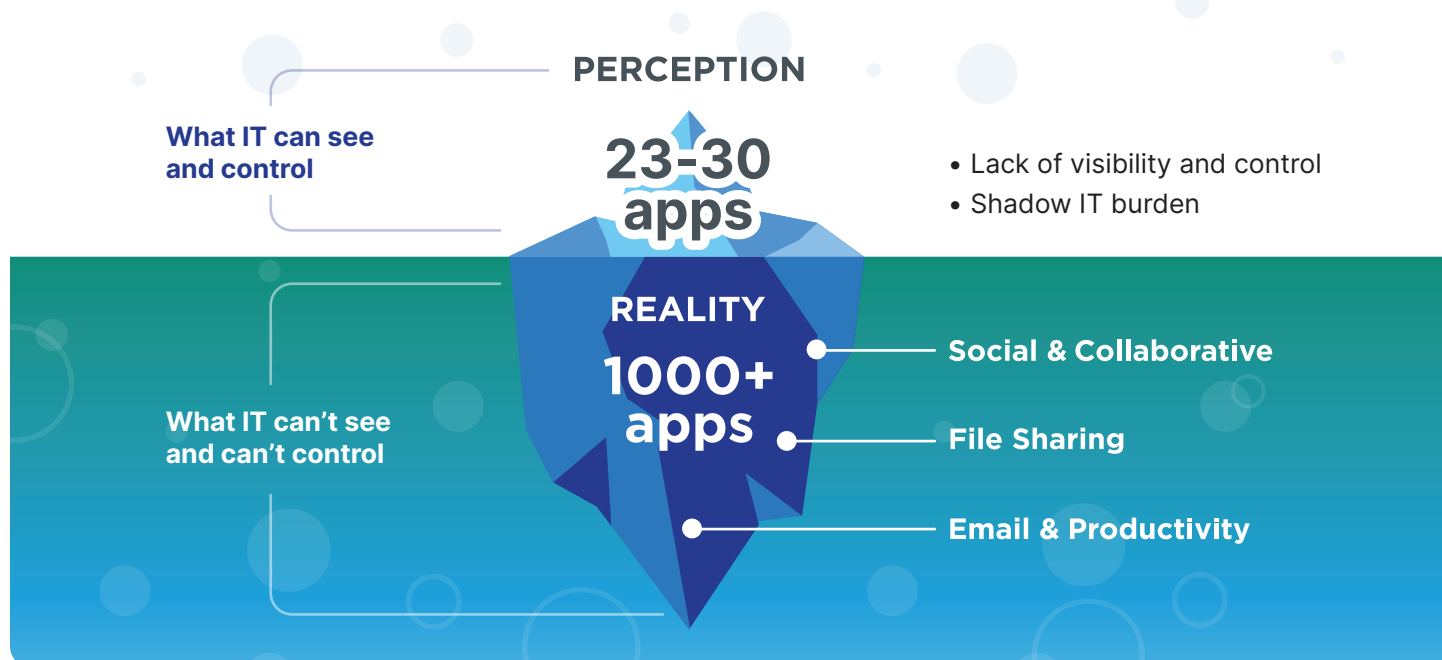 PERCEPTION
What IT can see
and control
23-30
apps
• Lack of visibility and control
• Shadow IT burden
REALITY
1000+
apps
What IT can’t see
and can’t control
Social & Collaborative
File Sharing
Email & Productivity